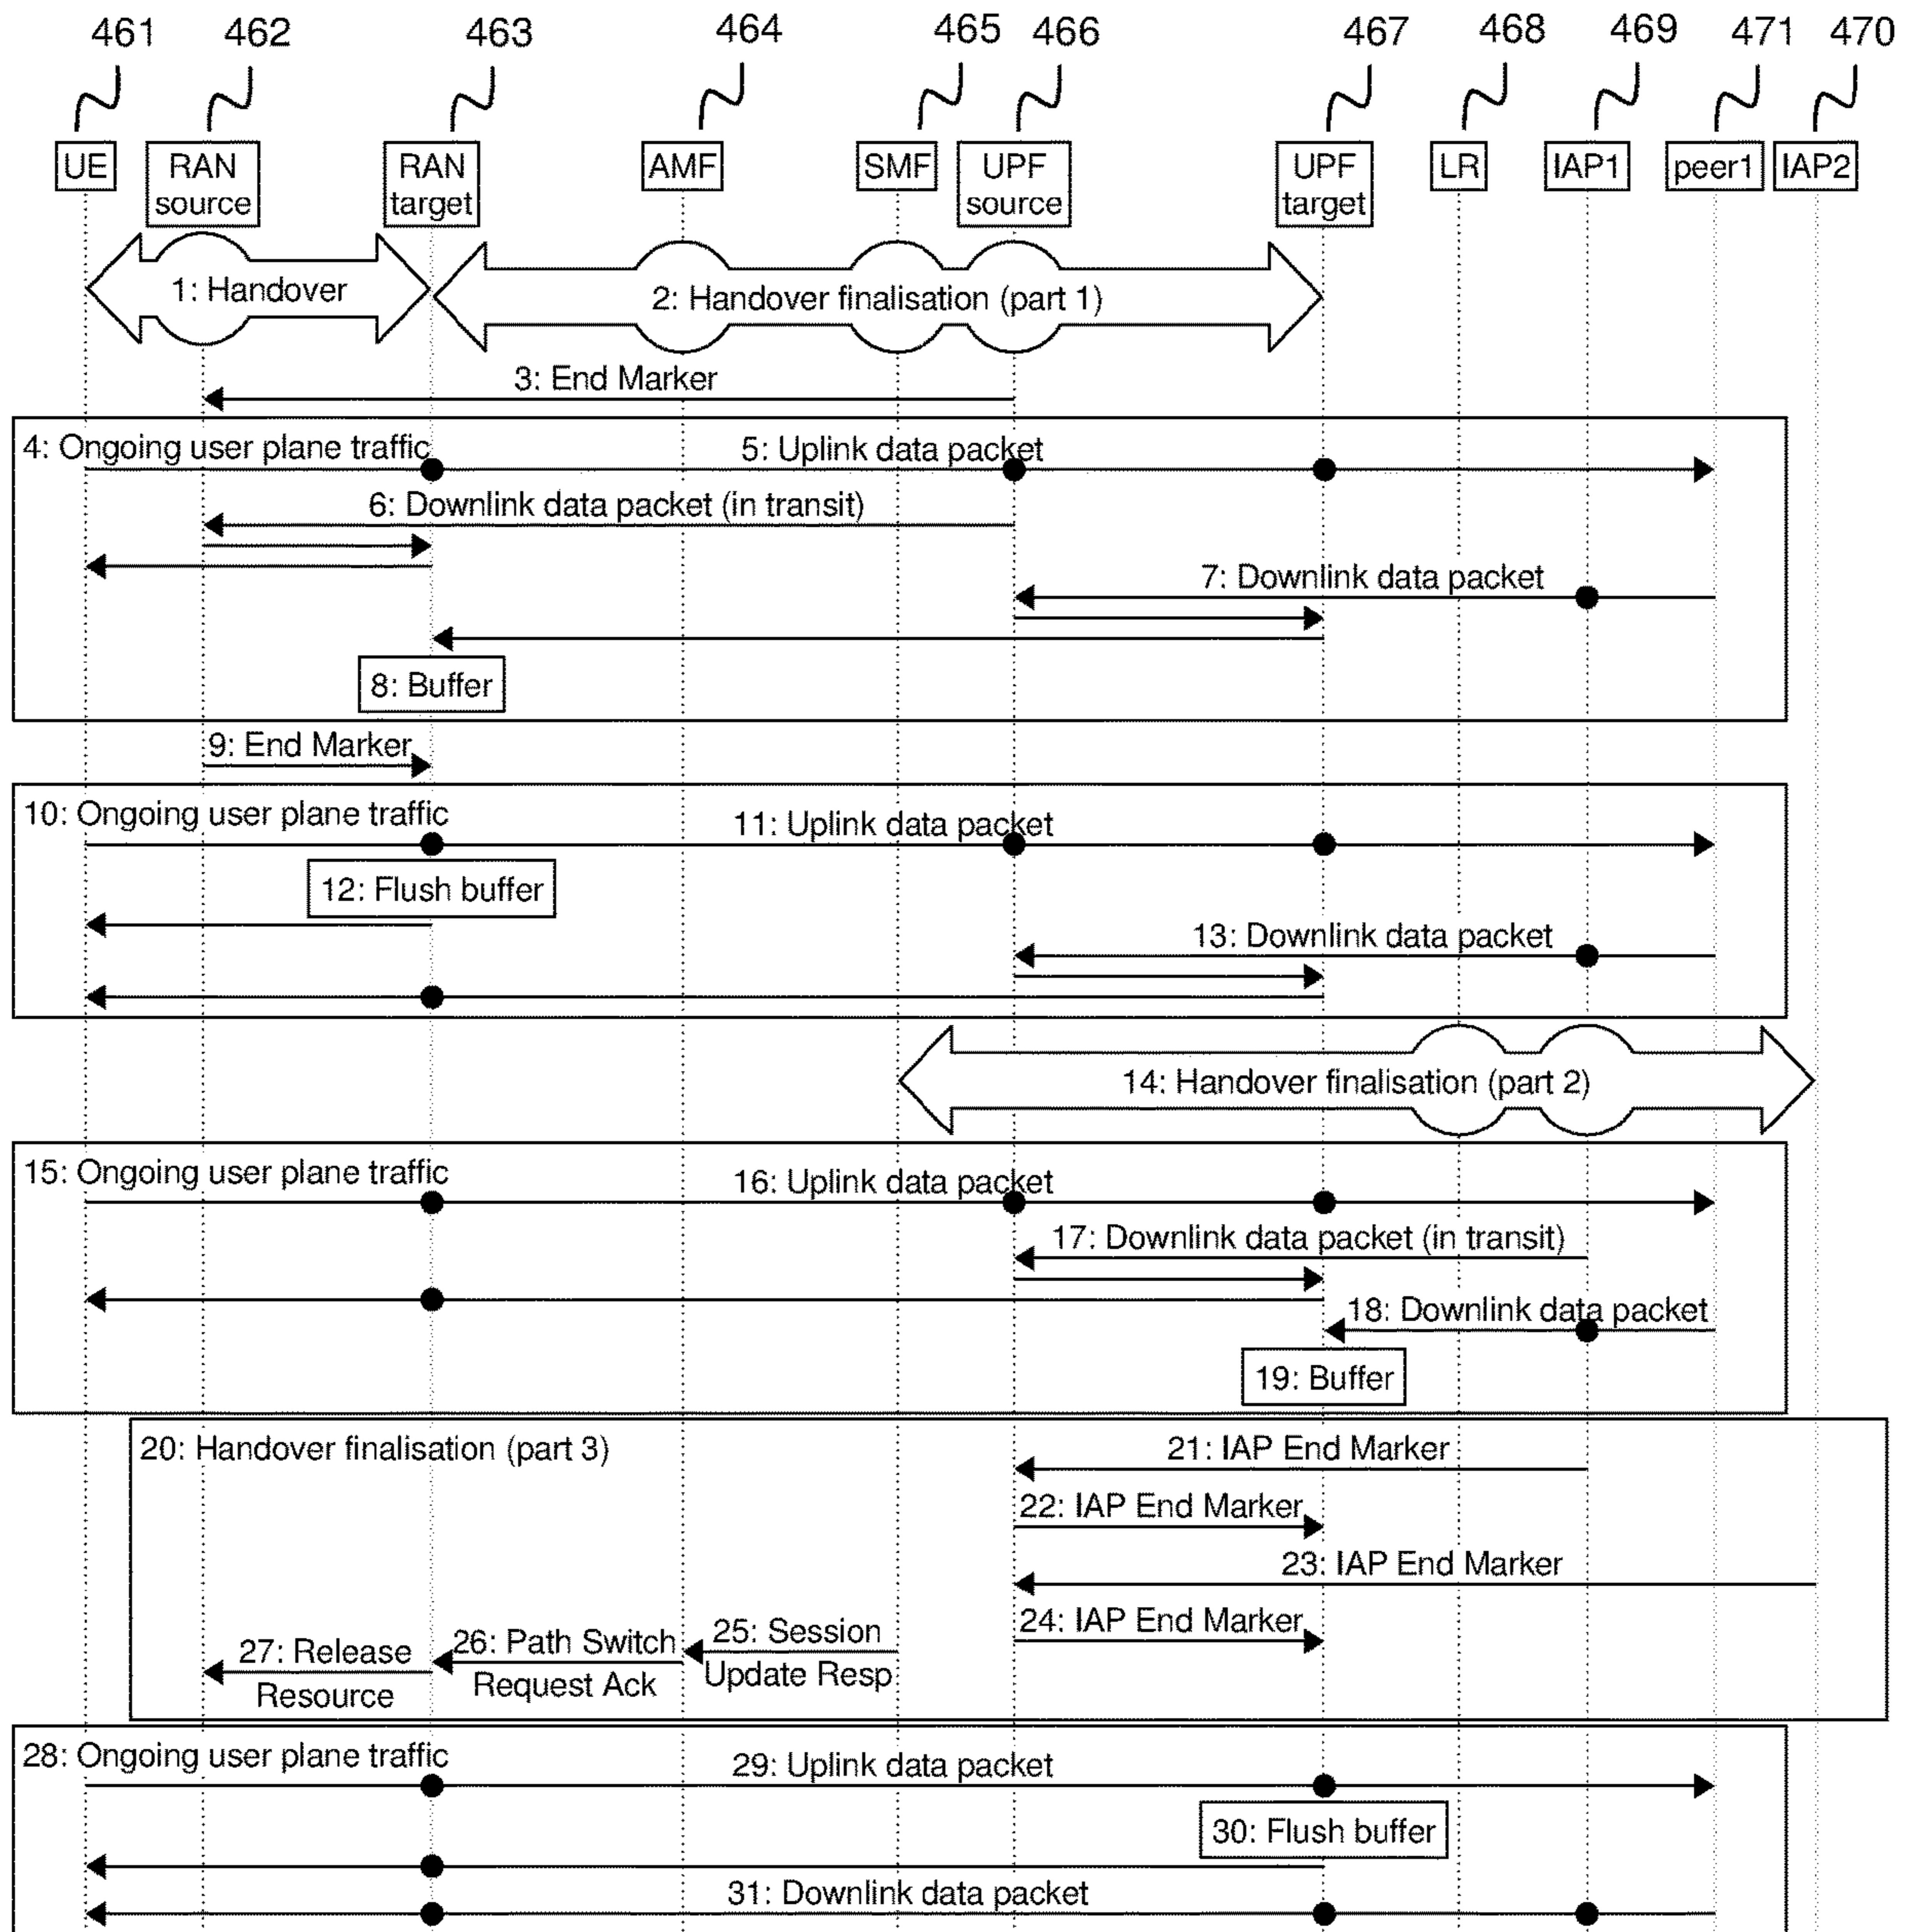 461 462 463 464 465 466 467 468 469 471 470
UE RAN source RAN target AMF SMF UPF source UPF target LR IAP1 peer1 IAP2
1: Handover
2: Handover finalisation (part 1)
3: End Marker
4: Ongoing user plane traffic
5: Uplink data packet
6: Downlink data packet (in transit)
7: Downlink data packet
8: Buffer
9: End Marker
10: Ongoing user plane traffic
11: Uplink data packet
12: Flush buffer
13: Downlink data packet
14: Handover finalisation (part 2)
15: Ongoing user plane traffic
16: Uplink data packet
17: Downlink data packet (in transit)
18: Downlink data packet
19: Buffer
20: Handover finalisation (part 3)
21: IAP End Marker
22: IAP End Marker
23: IAP End Marker
24: IAP End Marker
25: Session
Update Resp
26: Path Switch
Request Ack
27: Release
Resource
28: Ongoing user plane traffic
29: Uplink data packet
30: Flush buffer
31: Downlink data packet